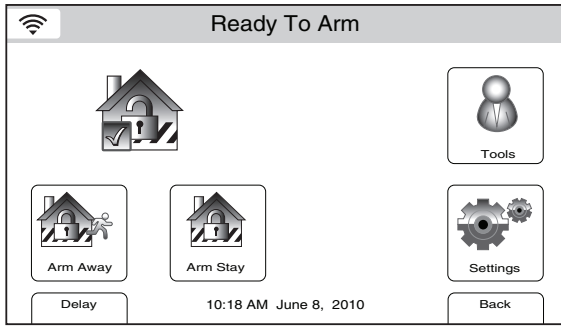 Ready To Arm
Tools
Arm Away
Arm Stay
Settings
Delay
10:18 AM June 8, 2010
Back